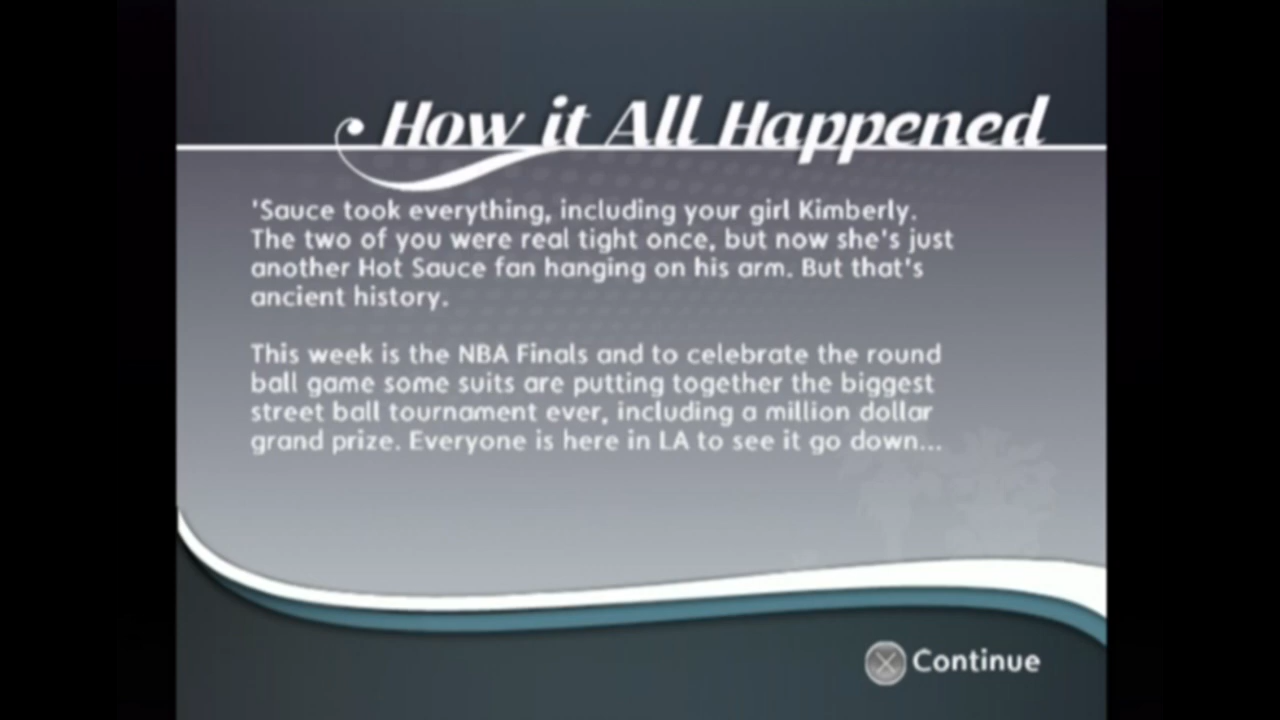 How it All Happened
'Sauce took everything, including your girl Kimberly.
The two of you were real tight once, but now she's just
another Hot Sauce fan hanging on his arm. But that's
ancient history.
This week is the NBA Finals and to celebrate the round
ball game some suits are putting together the biggest
street ball tournament ever, including a million dollar
grand prize. Everyone is here in LA to see it go down...
Continue